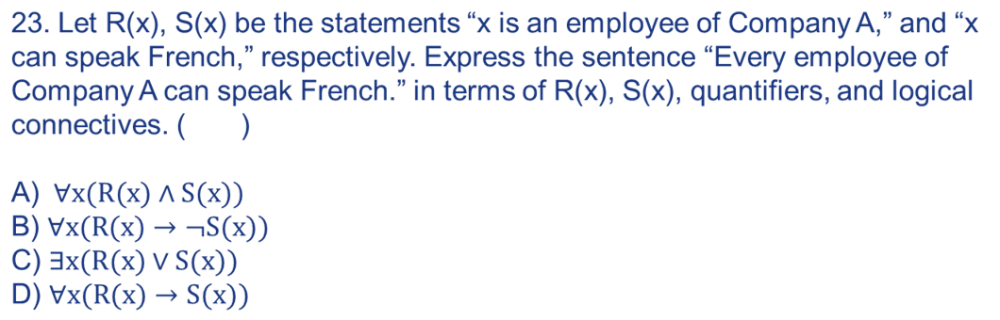 23. Let R(x), S(x) be the statements “x is an employee of Company A,” and “x
can speak French,” respectively. Express the sentence “Every employee of
Company A can speak French.” in terms of R(x), S(x), quantifiers, and logical
connectives. (      )
A) ∀x(R(x) ∧ S(x))
B) ∀x(R(x) → ¬S(x))
C) ∃x(R(x) ∨ S(x))
D) ∀x(R(x) → S(x))